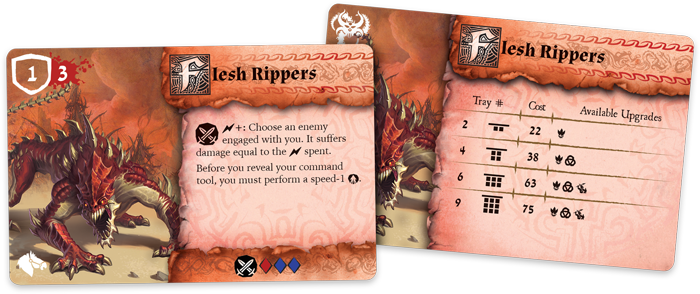 1 3
Flesh Rippers
+: Choose an enemy
engaged with you. It suffers
damage equal to the spent.
Before you reveal your command
tool, you must perform a speed-1 .
Flesh Rippers
Tray # Cost Available Upgrades
2 22
4 38
6 63
9 75